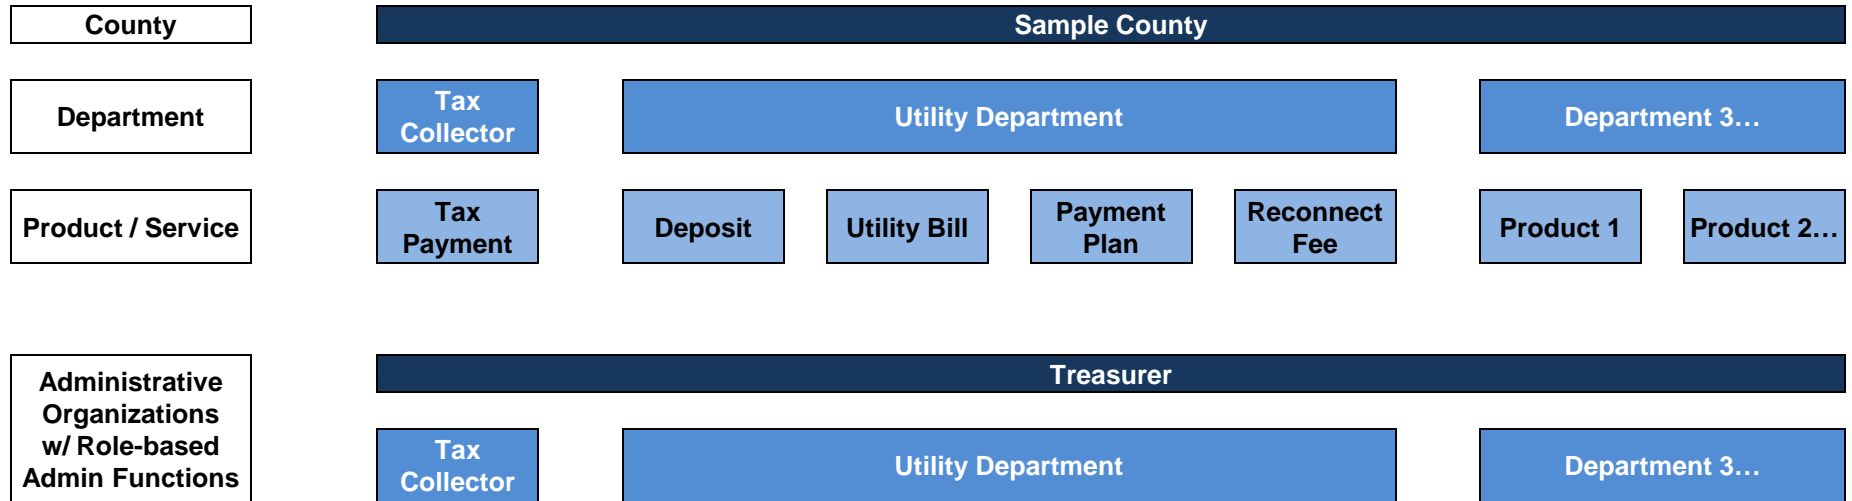 County
Sample County
Department
Tax
Collector
Utility Department
Department 3…
Product / Service
Tax
Payment
Deposit
Utility Bill
Payment
Plan
Reconnect
Fee
Product 1
Product 2…
Administrative
Organizations
w/ Role-based
Admin Functions
Treasurer
Tax
Collector
Utility Department
Department 3…